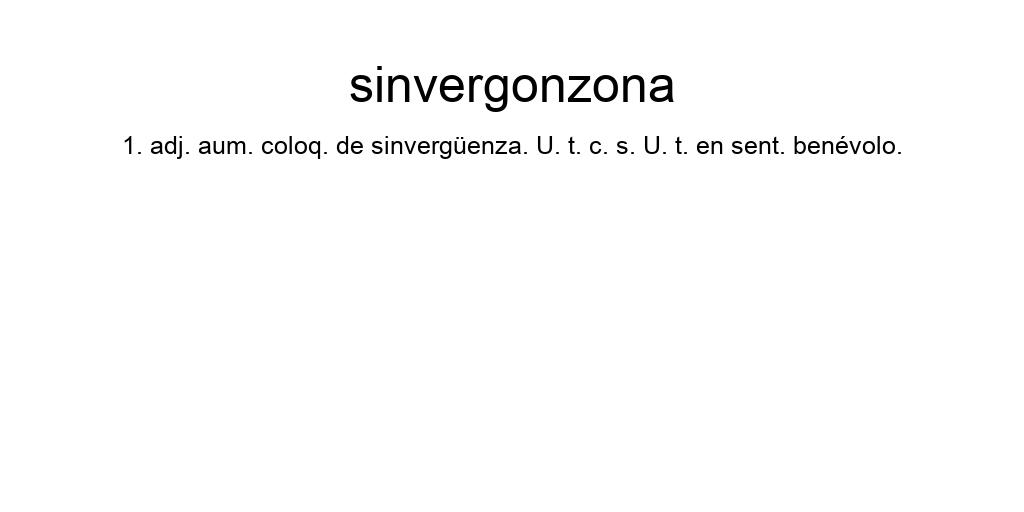 sinvergonzona
1. adj. aum. coloq. de sinvergüenza. U. t. c. s. U. t. en sent. benévolo.